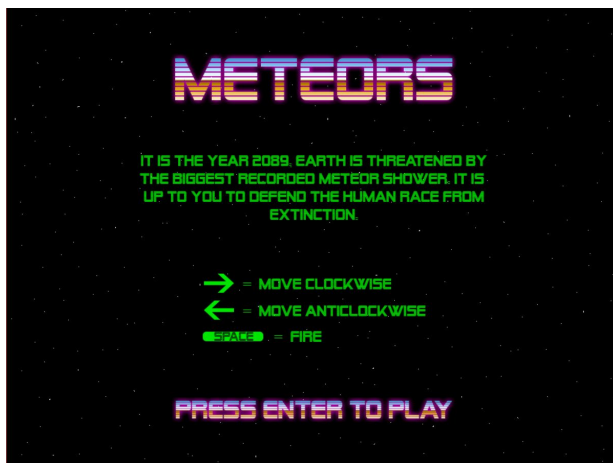 METEORS
IT IS THE YEAR 2089. EARTH IS THREATENED BY
THE BIGGEST RECORDED METEOR SHOWER. IT IS
UP TO YOU TO DEFEND THE HUMAN RACE FROM
EXTINCTION.
→ = MOVE CLOCKWISE
← = MOVE ANTICLOCKWISE
SPACE = FIRE
PRESS ENTER TO PLAY